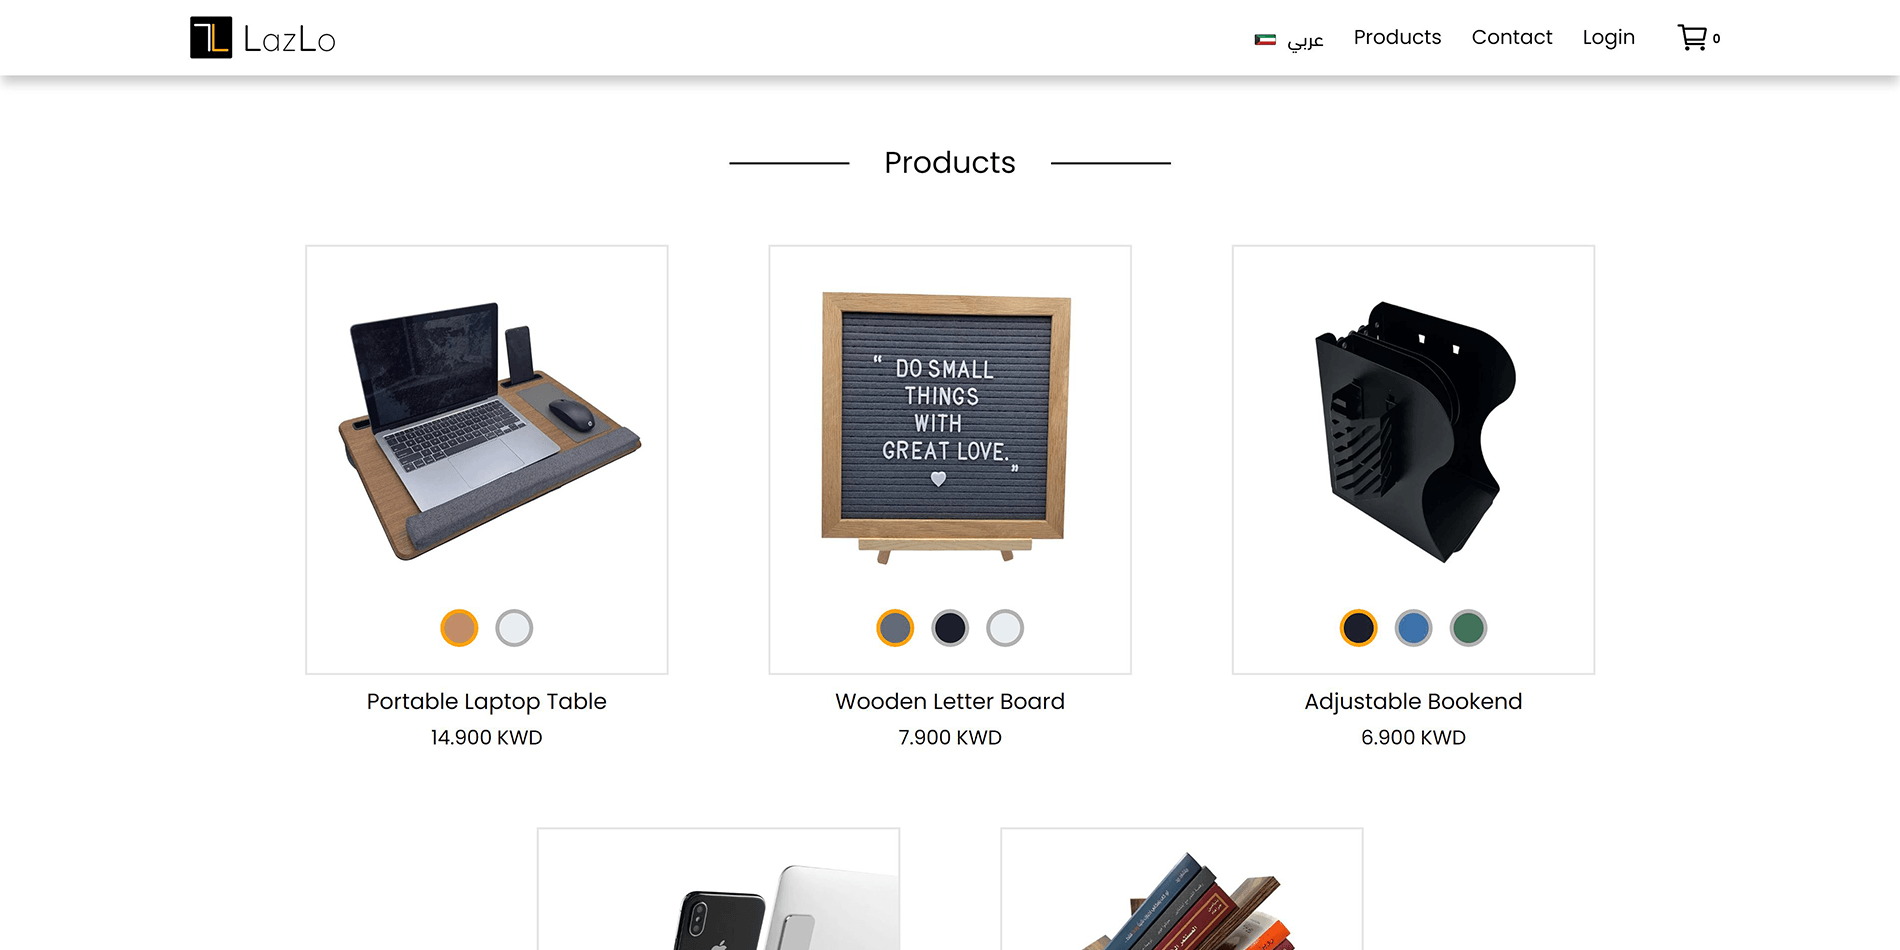 LazLo
عربي
Products
Contact
Login
0
Products
“ DO SMALL
THINGS
WITH
GREAT LOVE. ”
Portable Laptop Table
14.900 KWD
Wooden Letter Board
7.900 KWD
Adjustable Bookend
6.900 KWD